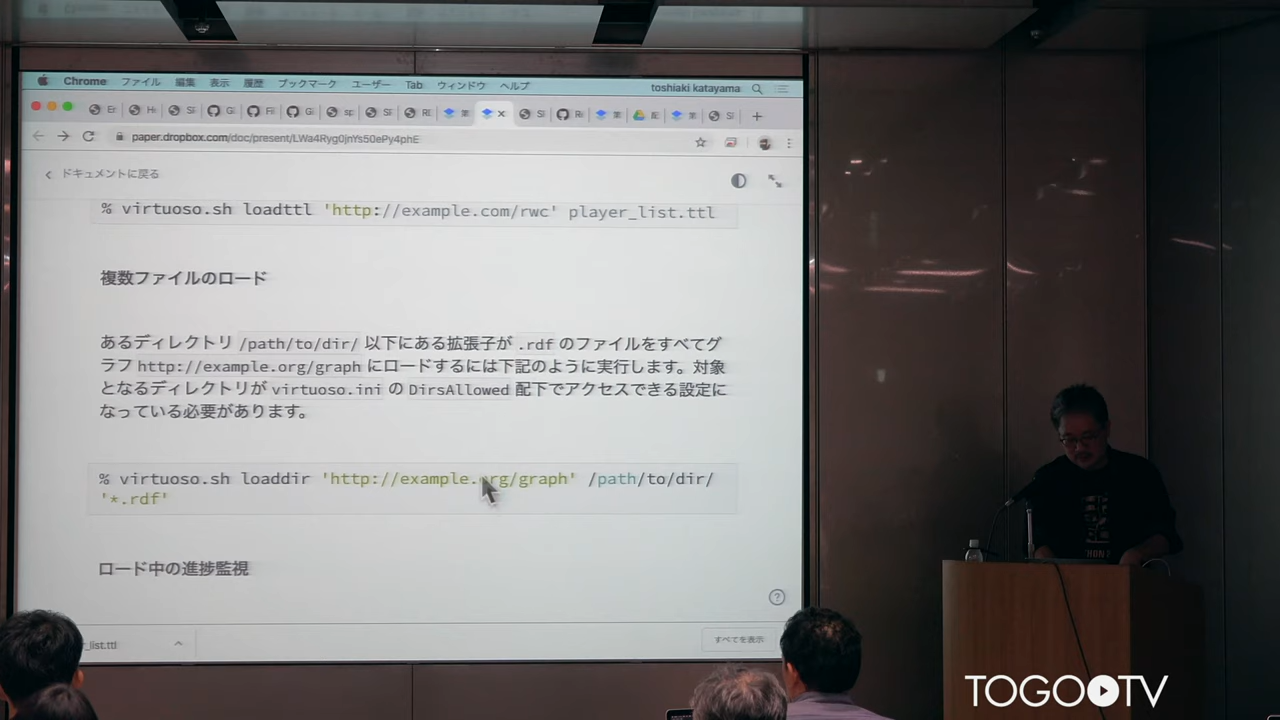 Chrome ファイル 編集 表示 履歴 ブックマーク ユーザー Tab ウィンドウ ヘルプ toshiaki katayama
paper.dropbox.com/doc/present/LWa4Ryg0jnYs50ePy4phE
ドキュメントに戻る
% virtuoso.sh loadttl 'http://example.com/rwc' player_list.ttl
複数ファイルのロード
あるディレクトリ /path/to/dir/ 以下にある拡張子が .rdf のファイルをすべてグ
ラフ http://example.org/graph にロードするには下記のように実行します。対象
となるディレクトリが virtuoso.ini の DirsAllowed 配下でアクセスできる設定に
なっている必要があります。
% virtuoso.sh loaddir 'http://example.org/graph' /path/to/dir/
'*.rdf'
ロード中の進捗監視
_list.ttl
すべてを表示
TOGO TV